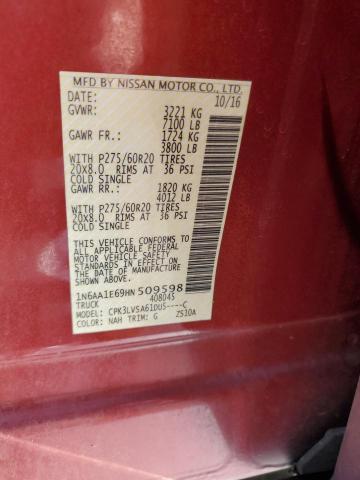 MFD BY NISSAN MOTOR CO., LTD.
DATE: 10/16
GVWR: 3221 KG
7100 LB
GAWR FR.: 1724 KG
3800 LB
WITH P275/60R20 TIRES
20X8.0 RIMS AT 36 PSI
COLD SINGLE
GAWR RR.: 1820 KG
4012 LB
WITH P275/60R20 TIRES
20X8.0 RIMS AT 36 PSI
COLD SINGLE
THIS VEHICLE CONFORMS TO
ALL APPLICABLE FEDERAL
MOTOR VEHICLE SAFETY
STANDARDS IN EFFECT ON
THE DATE OF MANUFACTURE
SHOWN ABOVE.
1N6AA1E69HN509598
TRUCK 408045
MODEL: CPK3LVSA61DUS----C
COLOR: NAH TRIM: G ZS10A